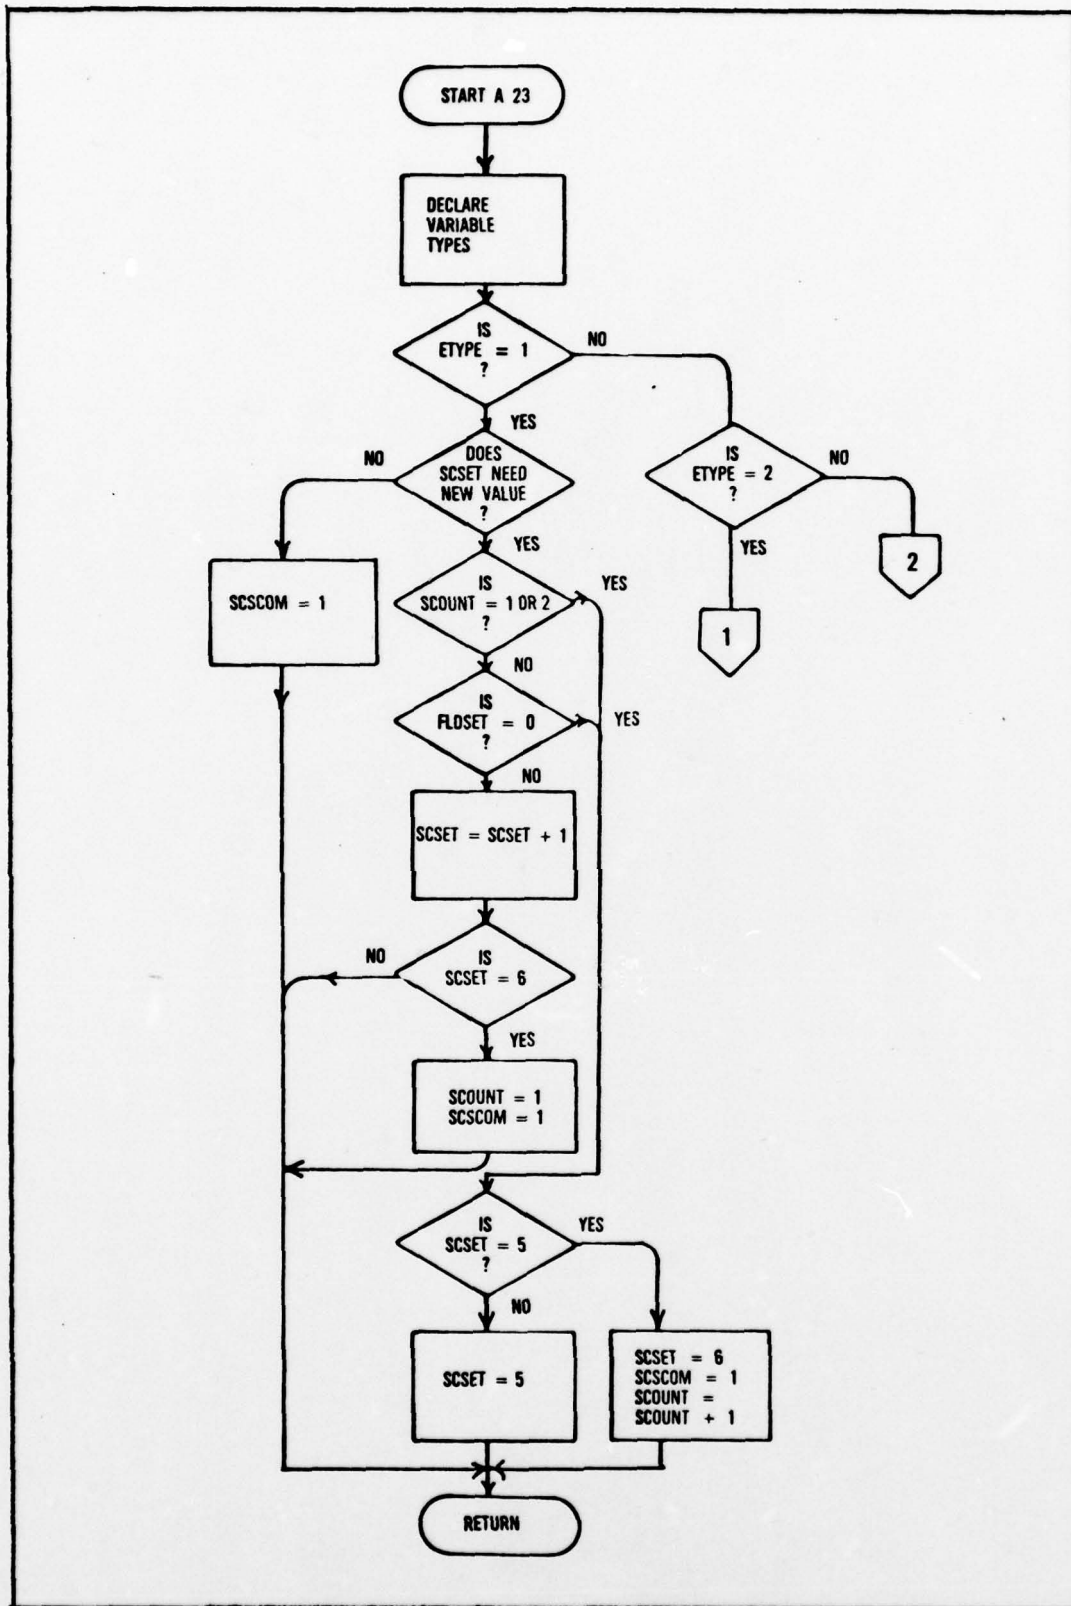 START A 23
DECLARE
VARIABLE
TYPES
IS
ETYPE = 1
?
NO
YES
IS
ETYPE = 2
?
NO
YES
2
1
DOES
SCSET NEED
NEW VALUE
?
NO
YES
SCSCOM = 1
IS
SCOUNT = 1 OR 2
?
YES
NO
IS
FLDSET = 0
?
YES
NO
SCSET = SCSET + 1
IS
SCSET = 6
NO
YES
SCOUNT = 1
SCSCOM = 1
IS
SCSET = 5
?
YES
NO
SCSET = 5
SCSET = 6
SCSCOM = 1
SCOUNT =
SCOUNT + 1
RETURN